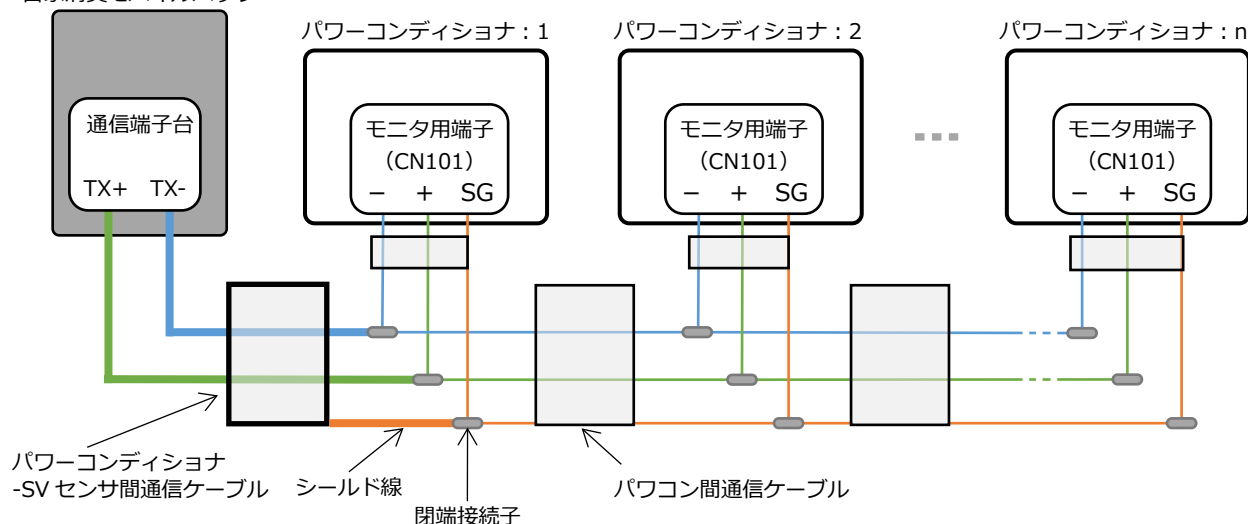 パワーコンディショナ：1
パワーコンディショナ：2
パワーコンディショナ：n
通信端子台
TX+ TX-
モニタ用端子
（CN101）
− + SG
モニタ用端子
（CN101）
− + SG
モニタ用端子
（CN101）
− + SG
パワーコンディショナ
-SV センサ間通信ケーブル
シールド線
閉端接続子
パワコン間通信ケーブル